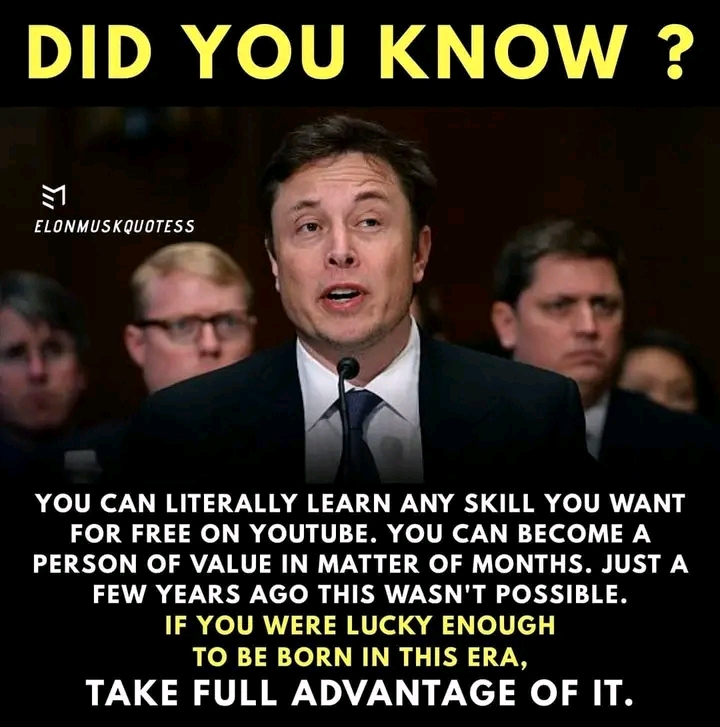 DID YOU KNOW ?
ELONMUSKQUOTESS
YOU CAN LITERALLY LEARN ANY SKILL YOU WANT
FOR FREE ON YOUTUBE. YOU CAN BECOME A
PERSON OF VALUE IN MATTER OF MONTHS. JUST A
FEW YEARS AGO THIS WASN'T POSSIBLE.
IF YOU WERE LUCKY ENOUGH
TO BE BORN IN THIS ERA,
TAKE FULL ADVANTAGE OF IT.